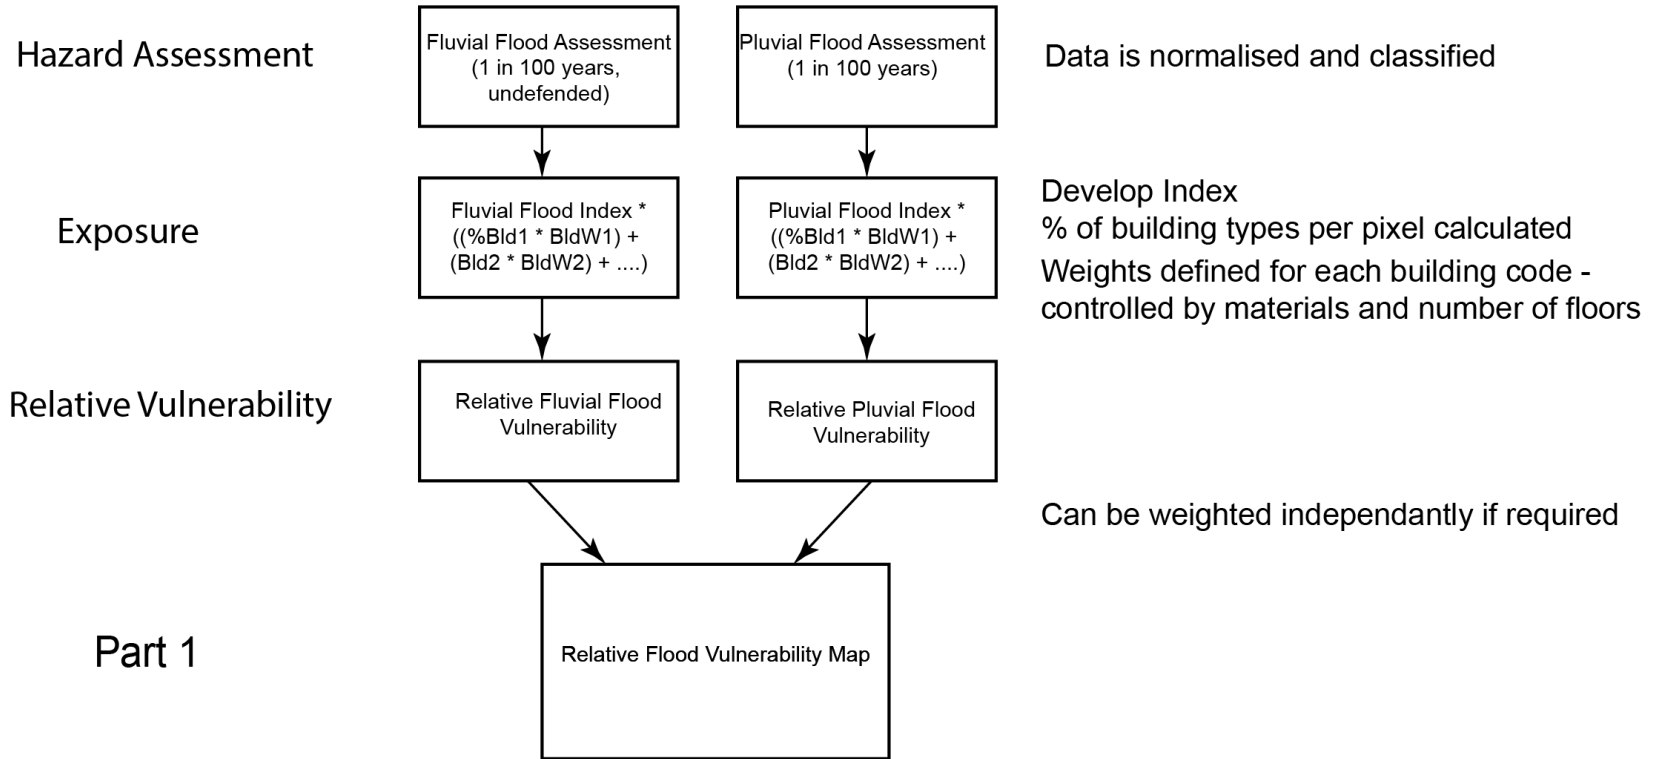 Hazard Assessment
Fluvial Flood Assessment
(1 in 100 years,
undefended)
Pluvial Flood Assessment
(1 in 100 years)
Data is normalised and classified
Exposure
Fluvial Flood Index *
((%Bld1 * BldW1) +
(Bld2 * BldW2) + ....)
Pluvial Flood Index *
((%Bld1 * BldW1) +
(Bld2 * BldW2) + ....)
Develop Index
% of building types per pixel calculated
Weights defined for each building code -
controlled by materials and number of floors
Relative Vulnerability
Relative Fluvial Flood
Vulnerability
Relative Pluvial Flood
Vulnerability
Can be weighted independantly if required
Part 1
Relative Flood Vulnerability Map